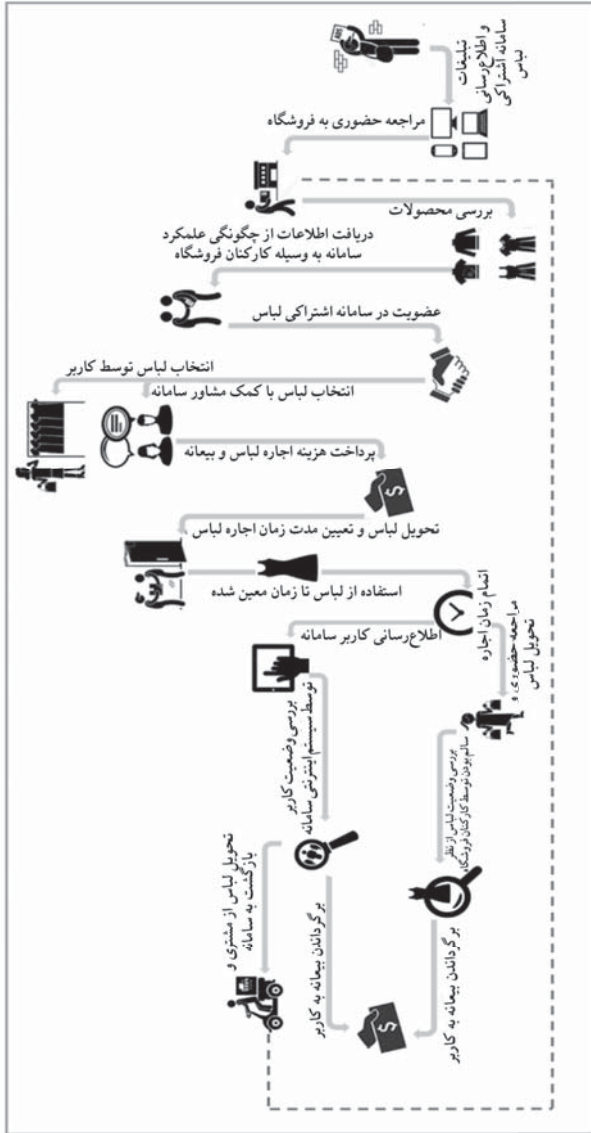 تبلیغات
و اطلاع‌رسانی
سامانه اشتراکی
لباس
مراجعه حضوری به فروشگاه
بررسی محصولات
دریافت اطلاعات از چگونگی علمکرد
سامانه به وسیله کارکنان فروشگاه
عضویت در سامانه اشتراکی لباس
انتخاب لباس توسط کاربر
انتخاب لباس با کمک مشاور سامانه
پرداخت هزینه اجاره لباس و بیعانه
$
تحویل لباس و تعیین مدت زمان اجاره لباس
استفاده از لباس تا زمان معین شده
اتمام زمان اجاره
مراجعه حضوری و
تحویل لباس
اطلاع‌رسانی کاربر سامانه
بررسی وضعیت کاربر
توسط سیستم اینترنتی سامانه
بررسی وضعیت لباس از نظر
سالم بودن توسط کارکنان فروشگاه
تحویل لباس از مشتری و
بازگشت به سامانه
برگرداندن بیعانه به کاربر
برگرداندن بیعانه به کاربر
$